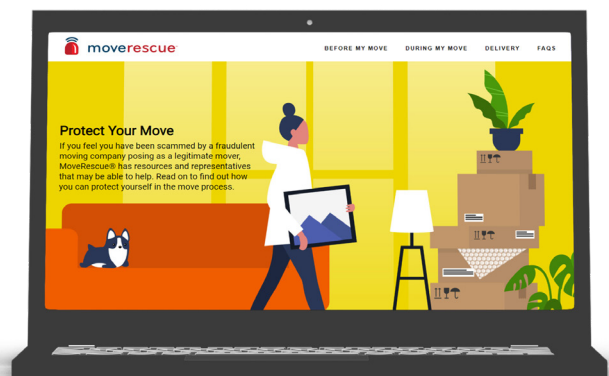 moverescue
BEFORE MY MOVE DURING MY MOVE DELIVERY FAQS
Protect Your Move
If you feel you have been scammed by a fraudulent
moving company posing as a legitimate mover,
MoveRescue® has resources and representatives
that may be able to help. Read on to find out how
you can protect yourself in the move process.